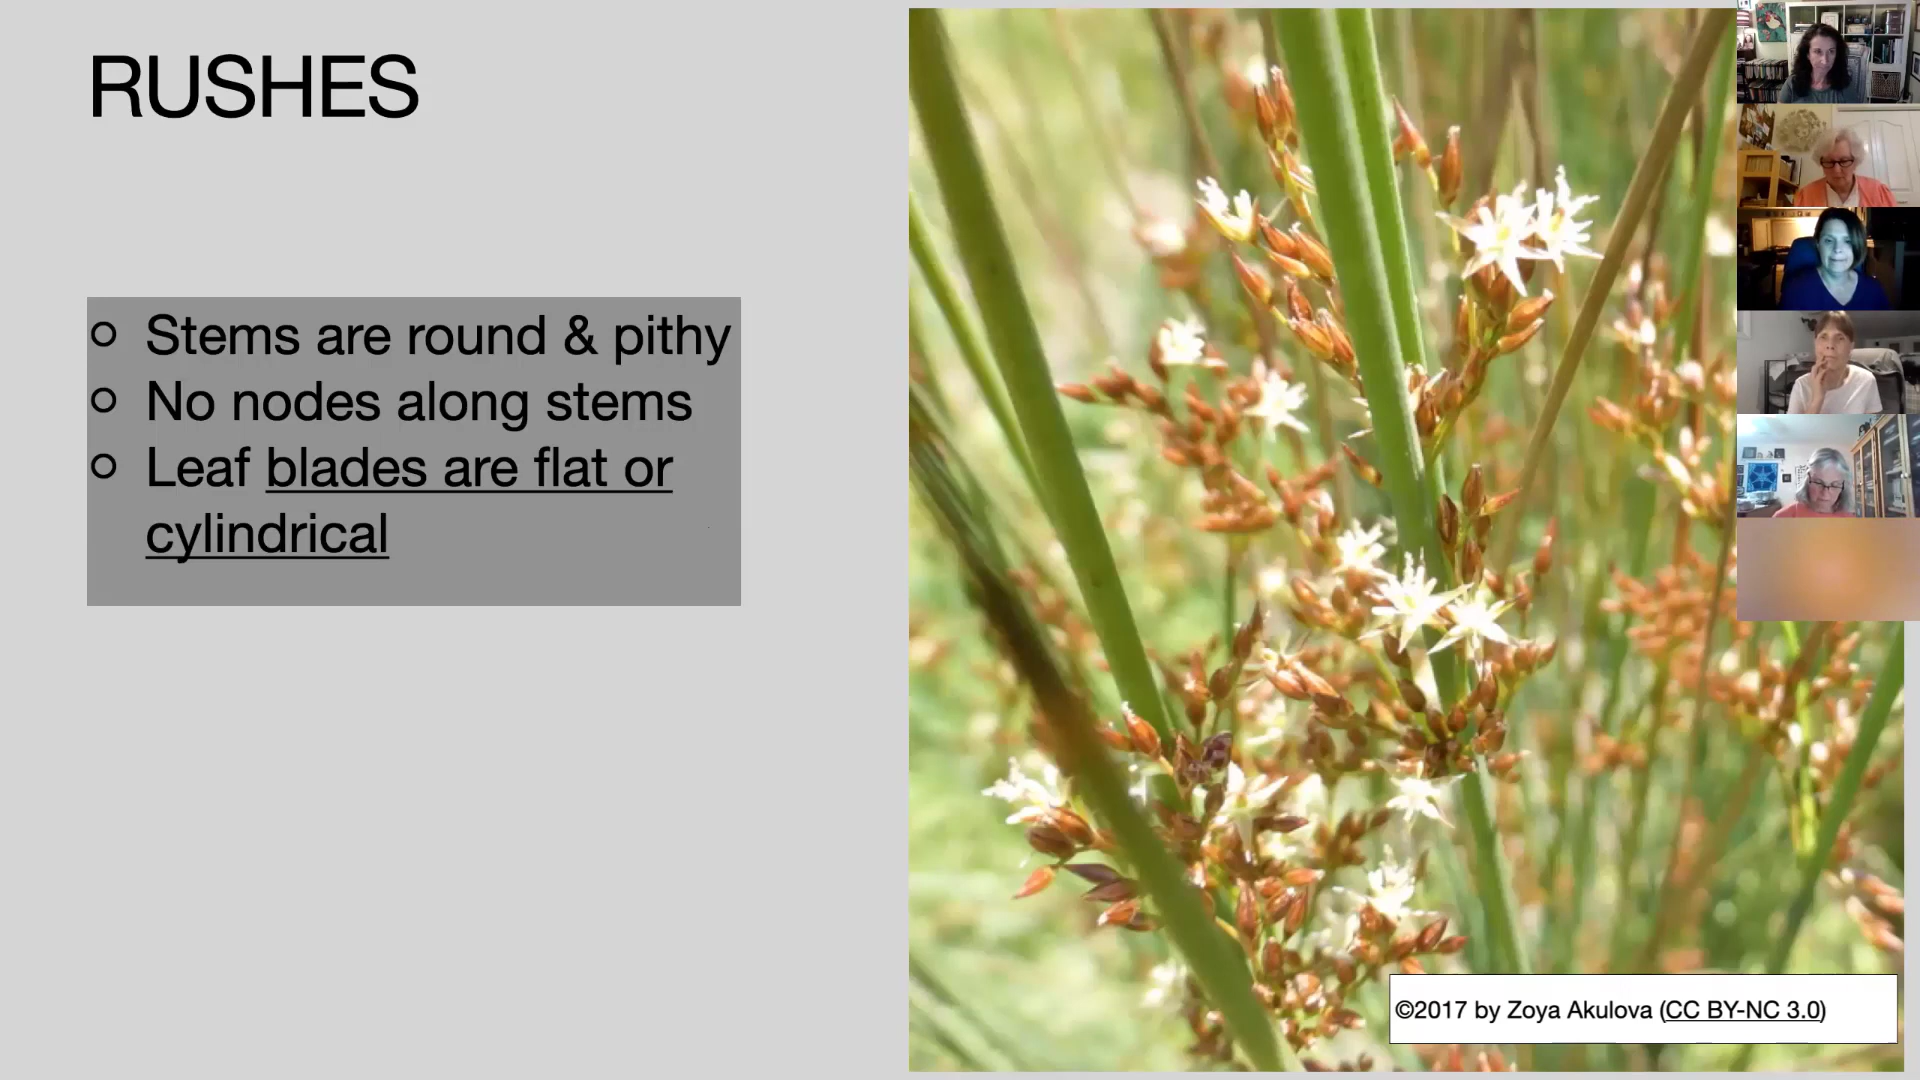 RUSHES
Stems are round & pithy
No nodes along stems
Leaf blades are flat or
cylindrical
©2017 by Zoya Akulova (CC BY-NC 3.0)